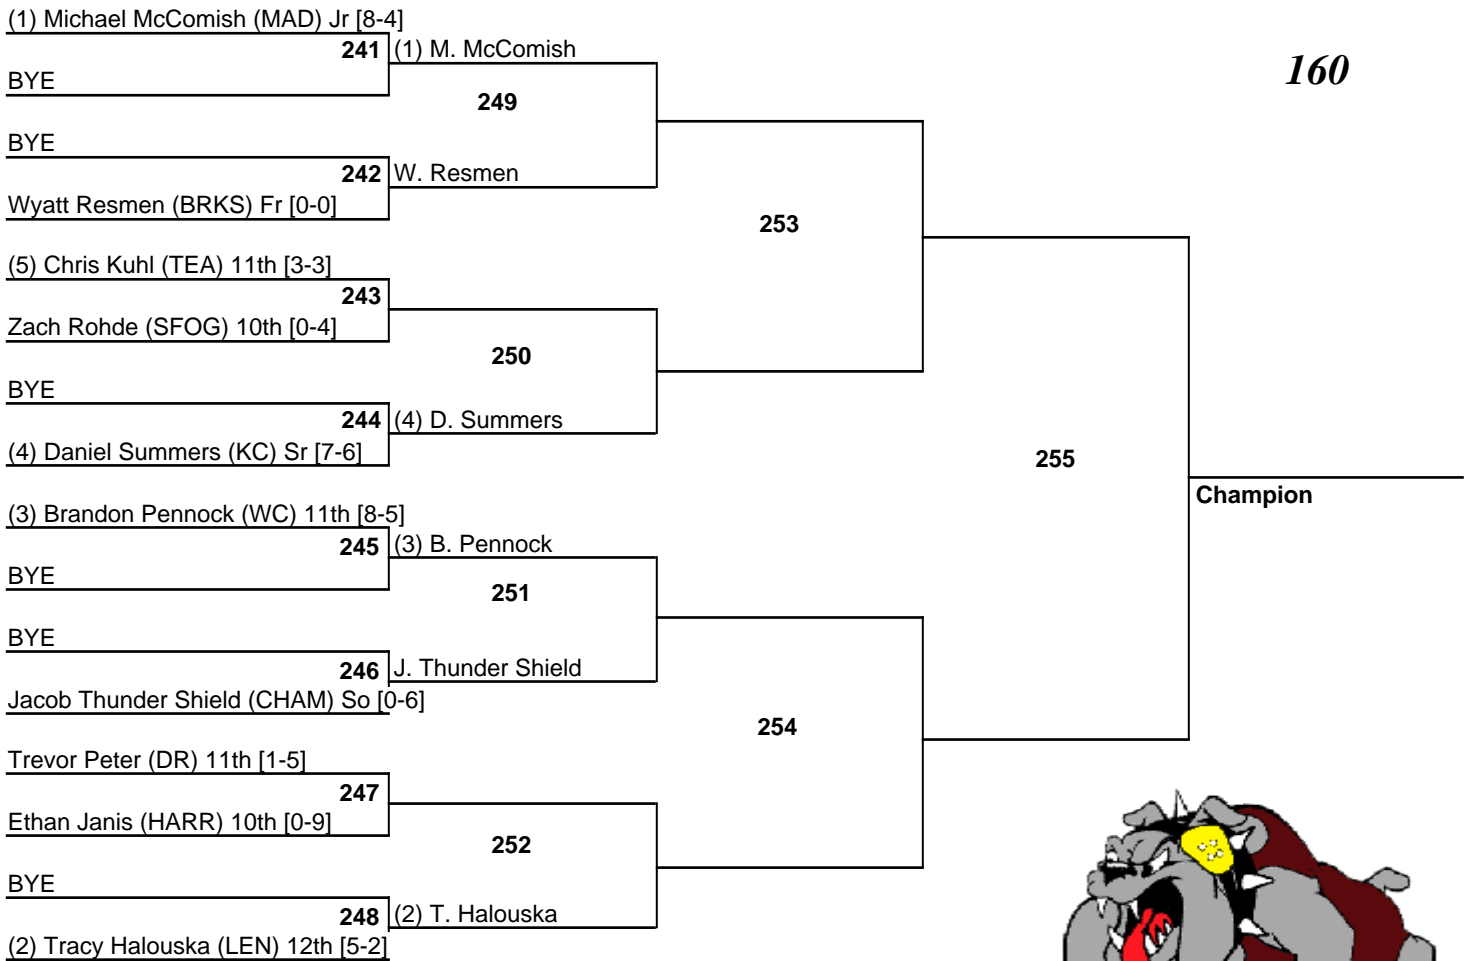 (1) Michael McComish (MAD) Jr [8-4]
241 (1) M. McComish
160
BYE
249
BYE
242 W. Resmen
Wyatt Resmen (BRKS) Fr [0-0]
253
(5) Chris Kuhl (TEA) 11th [3-3]
243
Zach Rohde (SFOG) 10th [0-4]
250
BYE
244 (4) D. Summers
(4) Daniel Summers (KC) Sr [7-6]
255
Champion
(3) Brandon Pennock (WC) 11th [8-5]
245 (3) B. Pennock
BYE
251
BYE
246 J. Thunder Shield
Jacob Thunder Shield (CHAM) So [0-6]
254
Trevor Peter (DR) 11th [1-5]
247
Ethan Janis (HARR) 10th [0-9]
252
BYE
248 (2) T. Halouska
(2) Tracy Halouska (LEN) 12th [5-2]